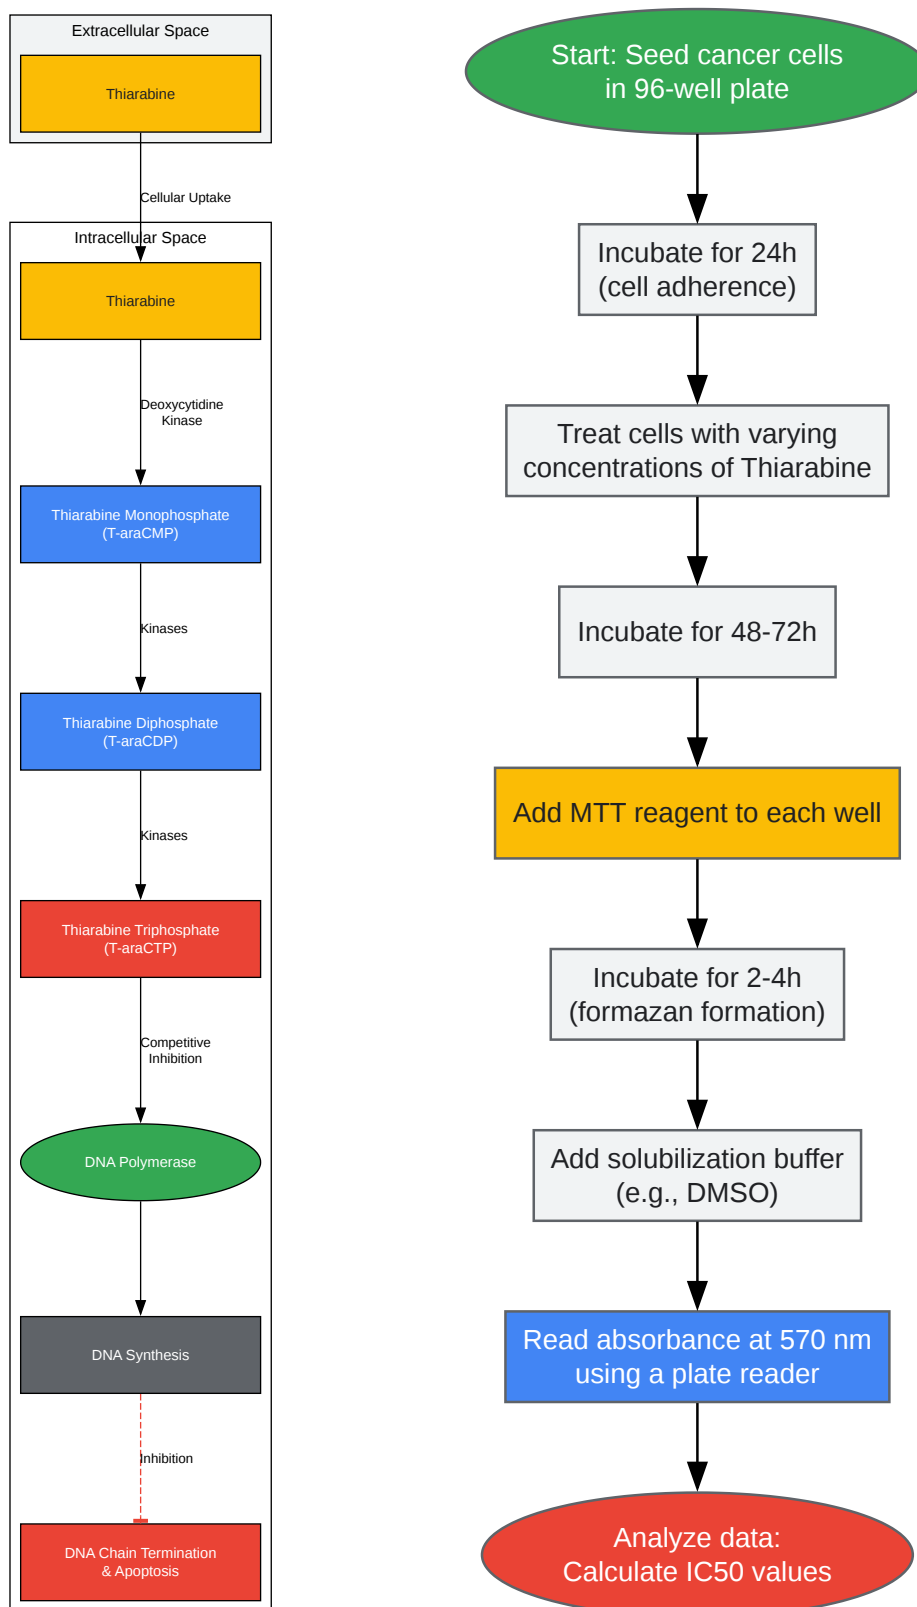 Extracellular Space
Thiarabine
Cellular Uptake
Intracellular Space
Thiarabine
Deoxycytidine
Kinase
Thiarabine Monophosphate
(T-araCMP)
Kinases
Thiarabine Diphosphate
(T-araCDP)
Kinases
Thiarabine Triphosphate
(T-araCTP)
Competitive
Inhibition
DNA Polymerase
DNA Synthesis
Inhibition
DNA Chain Termination
& Apoptosis
Start: Seed cancer cells
in 96-well plate
Incubate for 24h
(cell adherence)
Treat cells with varying
concentrations of Thiarabine
Incubate for 48-72h
Add MTT reagent to each well
Incubate for 2-4h
(formazan formation)
Add solubilization buffer
(e.g., DMSO)
Read absorbance at 570 nm
using a plate reader
Analyze data:
Calculate IC50 values